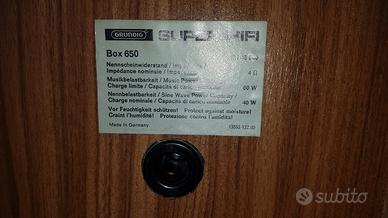 GRUNDIG SUPER HIFI
Box 650
Nennscheinwiderstand /
Impédance nominale / 4 Ω
Musikbelastbarkeit / Music Power
Charge limite / Capacità di carico 60 W
Nennbelastbarkeit / Sine Wave Power Capacity /
Charge nominale / Capacità di carico nominale 40 W
Vor Feuchtigkeit schützen! Protect against moisture!
Craint l'humidité! Protezione contro l'umidità!
Made in Germany
subito